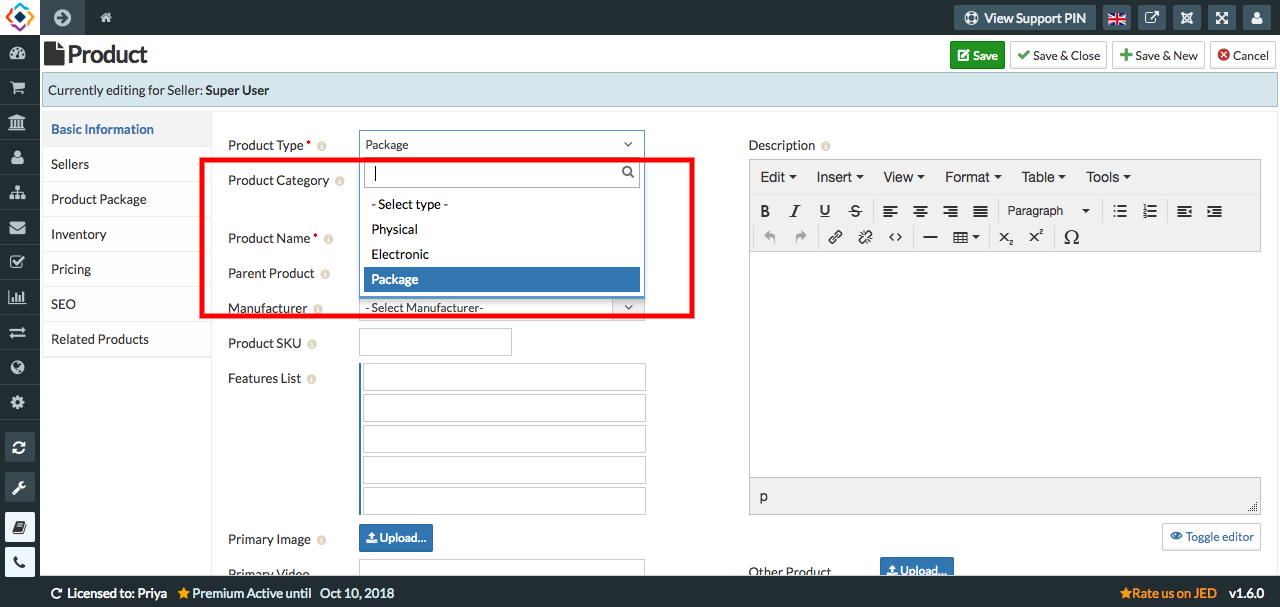 View Support PIN
Product
Save
Save & Close
Save & New
Cancel
Currently editing for Seller: Super User
Basic Information
Sellers
Product Package
Inventory
Pricing
SEO
Related Products
Product Type *
Package
Product Category
- Select type -
Physical
Electronic
Package
Product Name *
Parent Product
Manufacturer
- Select Manufacturer-
Product SKU
Features List
Primary Image
Upload...
Primary Video
Description
Edit Insert View Format Table Tools
B I U S Paragraph
p
Toggle editor
Other Product
Upload...
Licensed to: Priya Premium Active until Oct 10, 2018
Rate us on JED v1.6.0